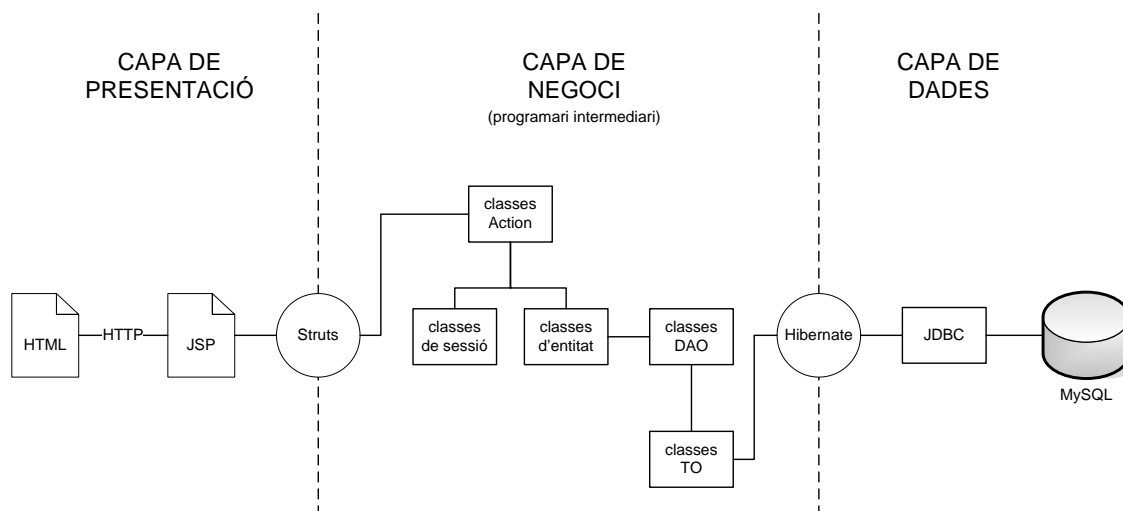 CAPA DE
PRESENTACIÓ
CAPA DE
NEGOCI
(programari intermediari)
CAPA DE
DADES
classes
Action
HTML
HTTP
JSP
Struts
classes
de sessió
classes
d'entitat
classes
DAO
Hibernate
JDBC
MySQL
classes
TO